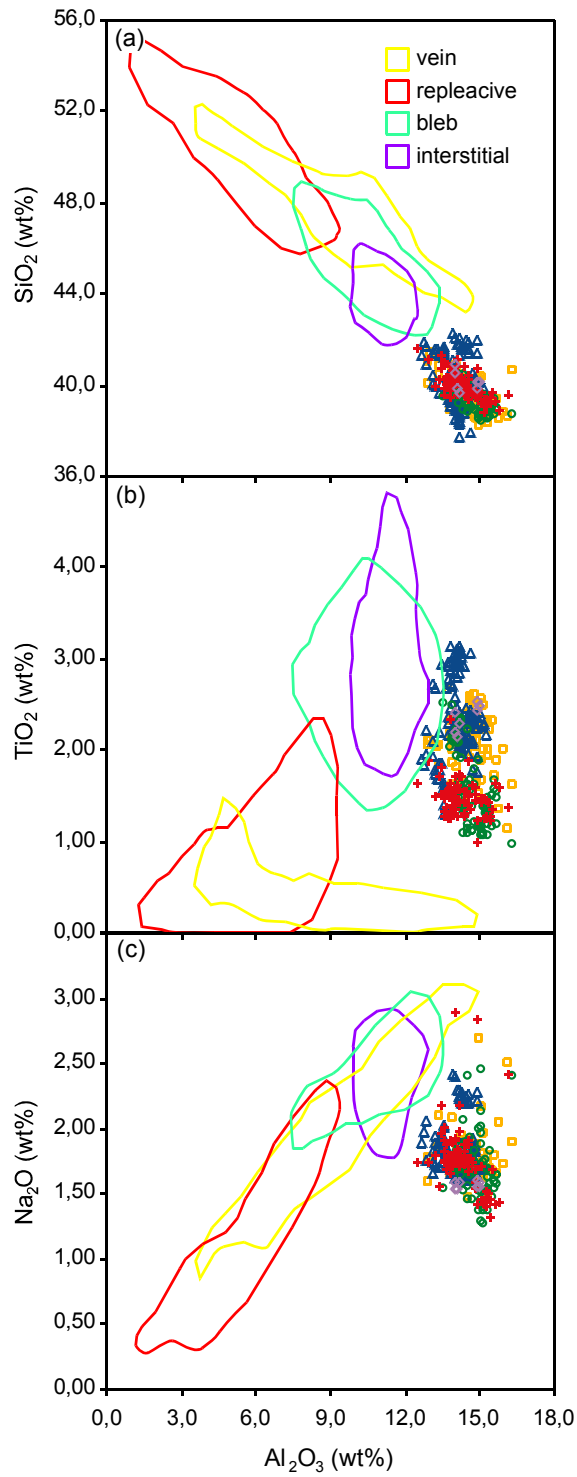 (a)
vein
repleacive
bleb
interstitial
56,0
52,0
48,0
44,0
40,0
36,0
SiO₂ (wt%)
(b)
4,00
3,00
2,00
1,00
0,00
TiO₂ (wt%)
(c)
3,00
2,50
2,00
1,50
1,00
0,50
0,00
Na₂O (wt%)
0,0 3,0 6,0 9,0 12,0 15,0 18,0
Al₂O₃ (wt%)